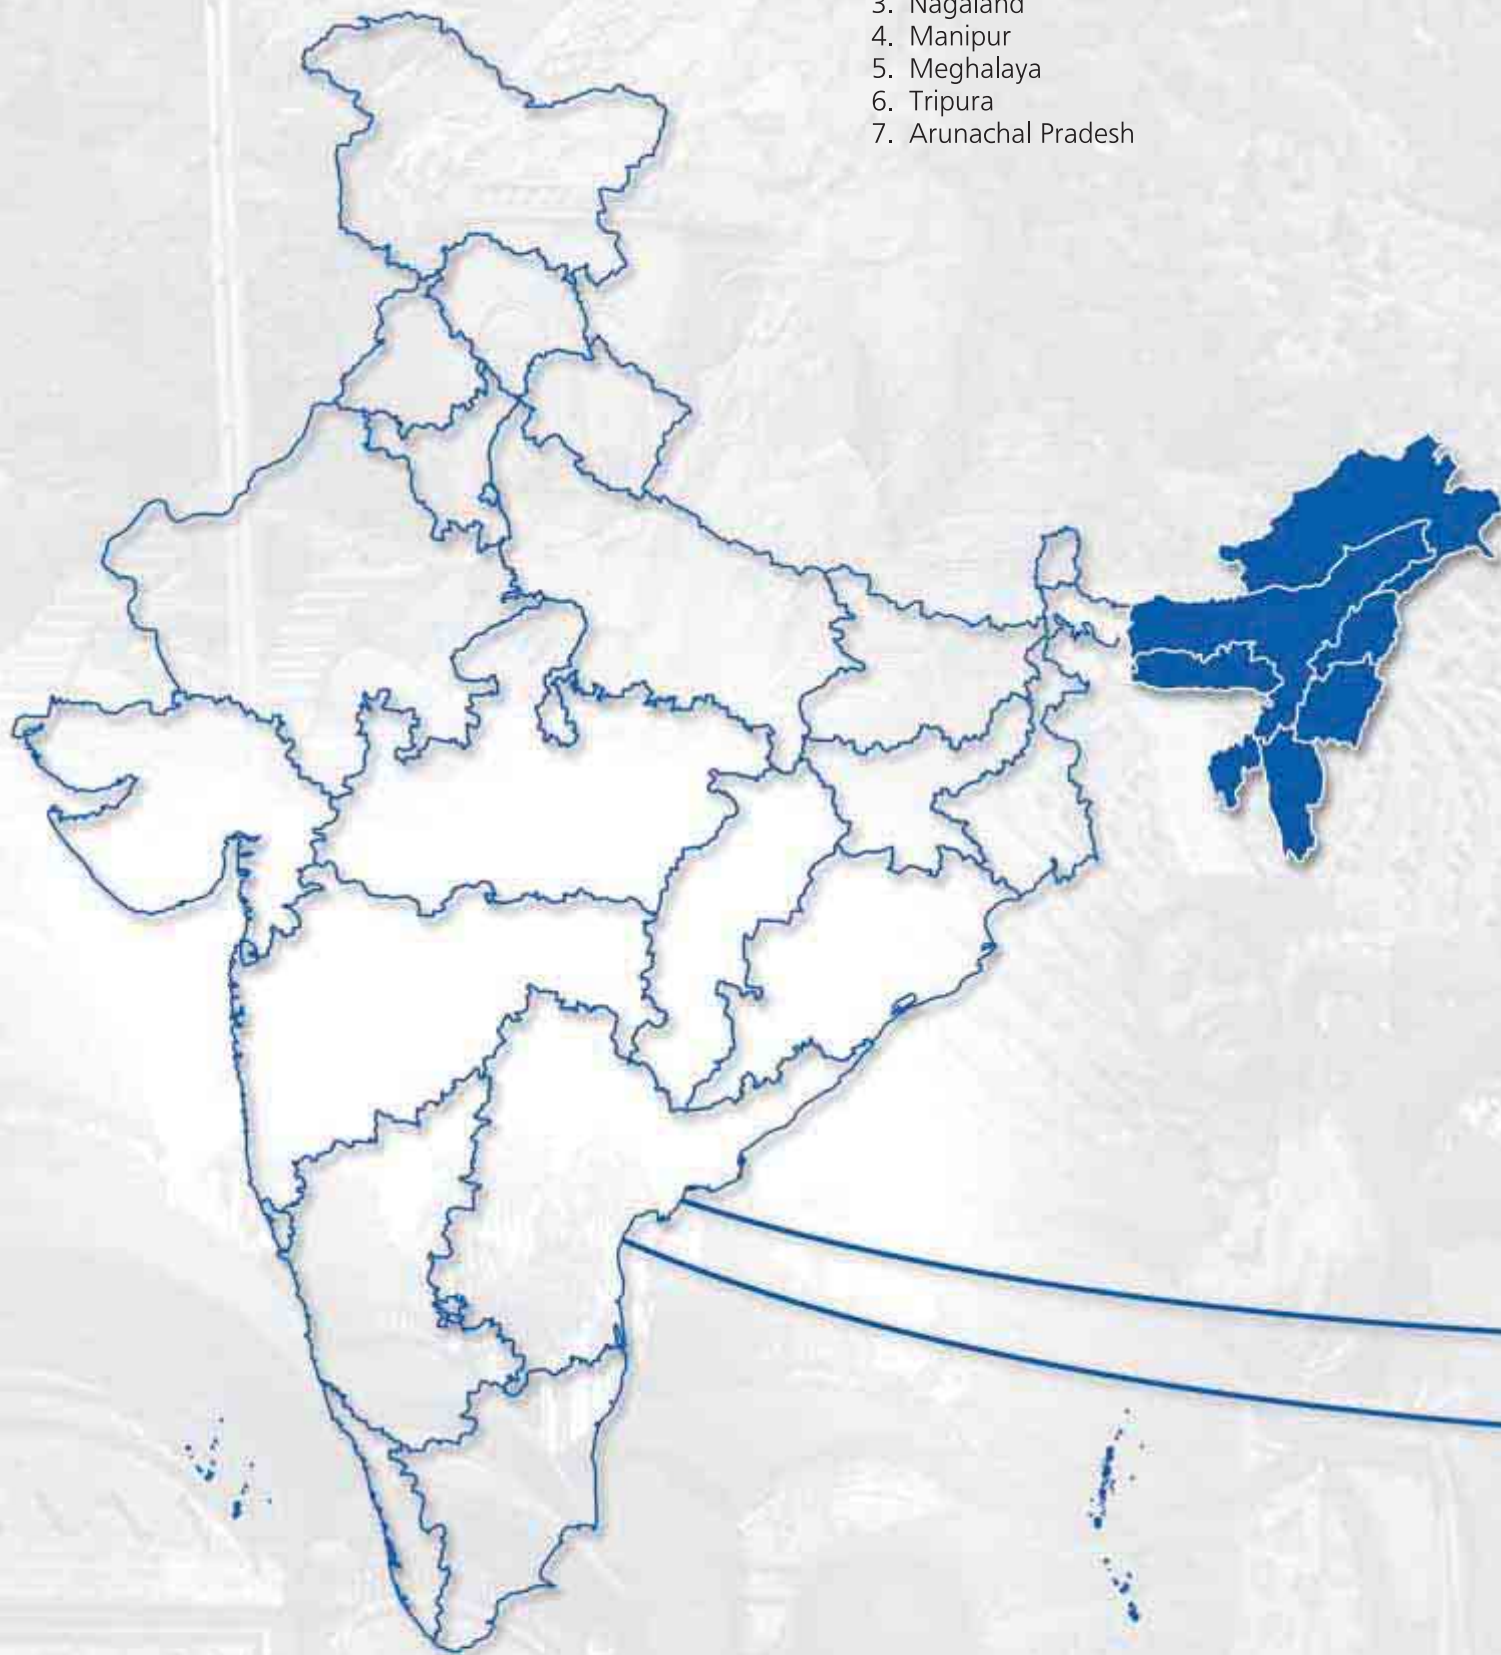 3. Nagaland
4. Manipur
5. Meghalaya
6. Tripura
7. Arunachal Pradesh